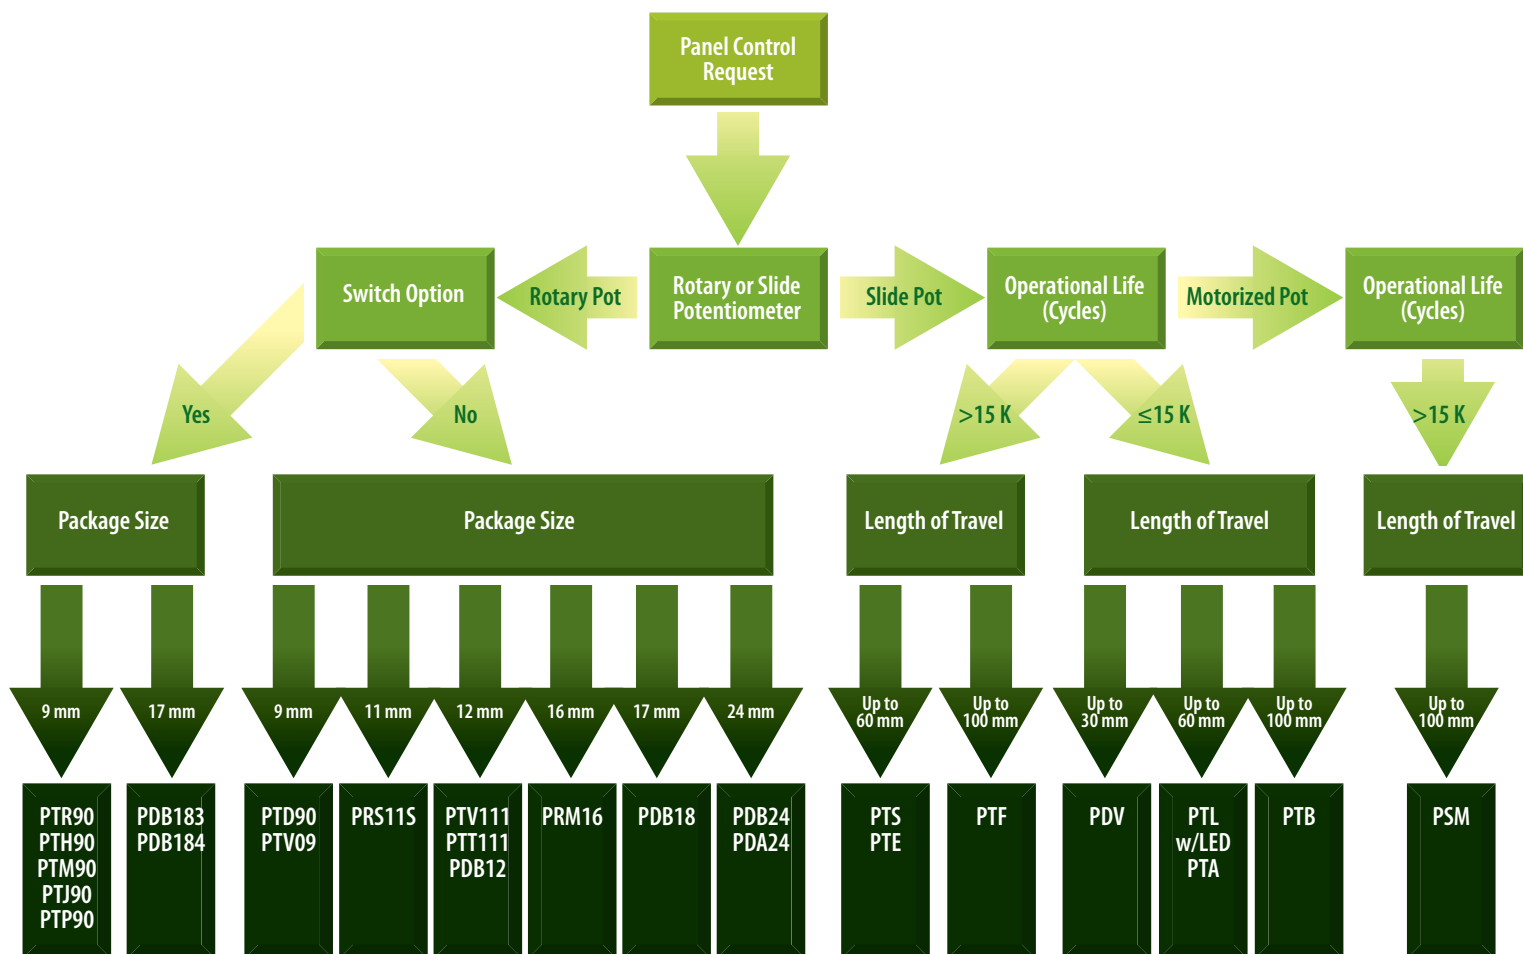 Panel Control
Request
Switch Option
Rotary Pot
Rotary or Slide
Potentiometer
Slide Pot
Operational Life
(Cycles)
Motorized Pot
Operational Life
(Cycles)
Yes
No
>15 K
≤15 K
>15 K
Package Size
Package Size
Length of Travel
Length of Travel
Length of Travel
9 mm
17 mm
9 mm
11 mm
12 mm
16 mm
17 mm
24 mm
Up to
60 mm
Up to
100 mm
Up to
30 mm
Up to
60 mm
Up to
100 mm
Up to
100 mm
PTR90
PTH90
PTM90
PTJ90
PTP90
PDB183
PDB184
PTD90
PTV09
PRS11S
PTV111
PTT111
PDB12
PRM16
PDB18
PDB24
PDA24
PTS
PTE
PTF
PDV
PTL
w/LED
PTA
PTB
PSM